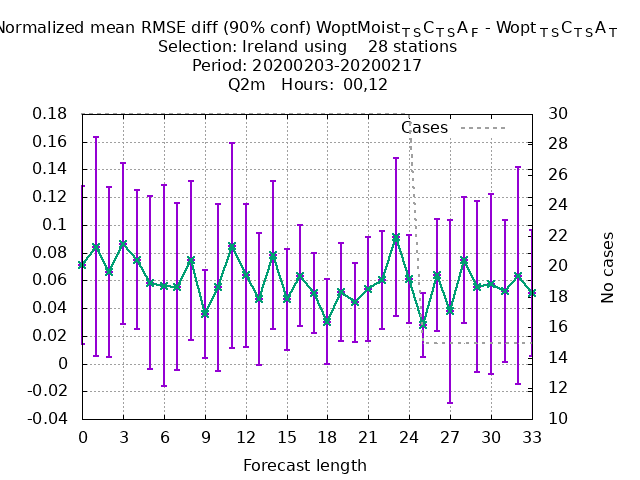 Normalized mean RMSE diff (90% conf) WoptMoist_TS C_TS A_F - Wopt_TS C_TS A_T
Selection: Ireland using 28 stations
Period: 20200203-20200217
Q2m Hours: 00,12
0.18
0.16
0.14
0.12
0.1
0.08
0.06
0.04
0.02
0
-0.02
-0.04
Cases
30
28
26
24
22
20
18
16
14
12
10
No cases
0 3 6 9 12 15 18 21 24 27 30 33
Forecast length